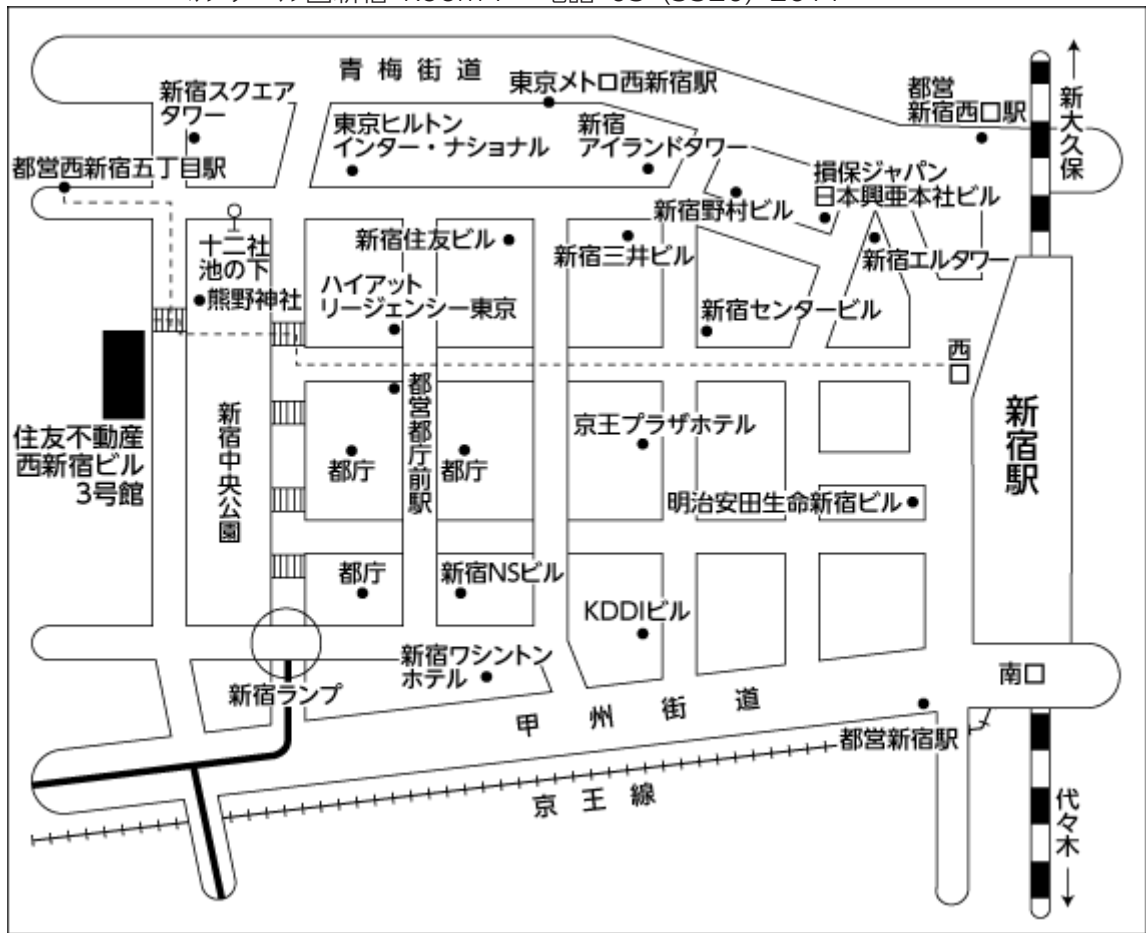 青梅街道
新宿スクエア
タワー
東京メトロ西新宿駅
都営
新宿西口駅
新大久保
東京ヒルトン
インター・ナショナル
新宿
アイランドタワー
都営西新宿五丁目駅
損保ジャパン
日本興亜本社ビル
新宿野村ビル
十二社
池の下
新宿住友ビル
新宿三井ビル
新宿エルタワー
熊野神社
ハイアット
リージェンシー東京
新宿センタービル
西口
住友不動産
西新宿ビル
3号館
新宿中央公園
都営都庁前駅
都庁
都庁
京王プラザホテル
新宿駅
明治安田生命新宿ビル
都庁
新宿NSビル
KDDIビル
新宿ワシントン
ホテル
新宿ランプ
南口
甲州街道
都営新宿駅
京王線
代々木